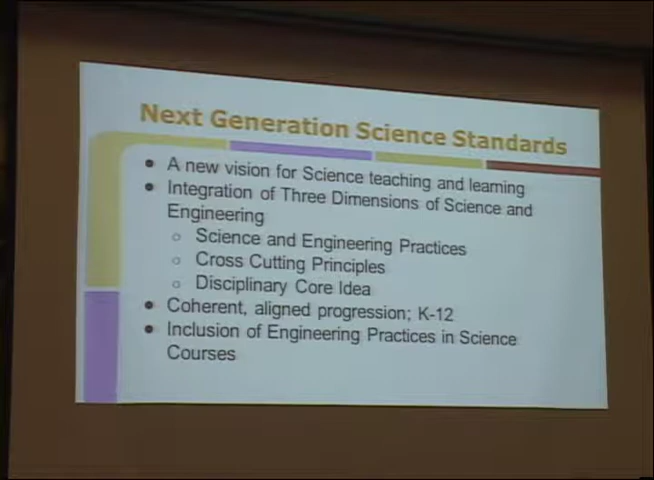 Next Generation Science Standards
● A new vision for Science teaching and learning
● Integration of Three Dimensions of Science and
Engineering
○ Science and Engineering Practices
○ Cross Cutting Principles
○ Disciplinary Core Idea
● Coherent, aligned progression; K-12
● Inclusion of Engineering Practices in Science
Courses